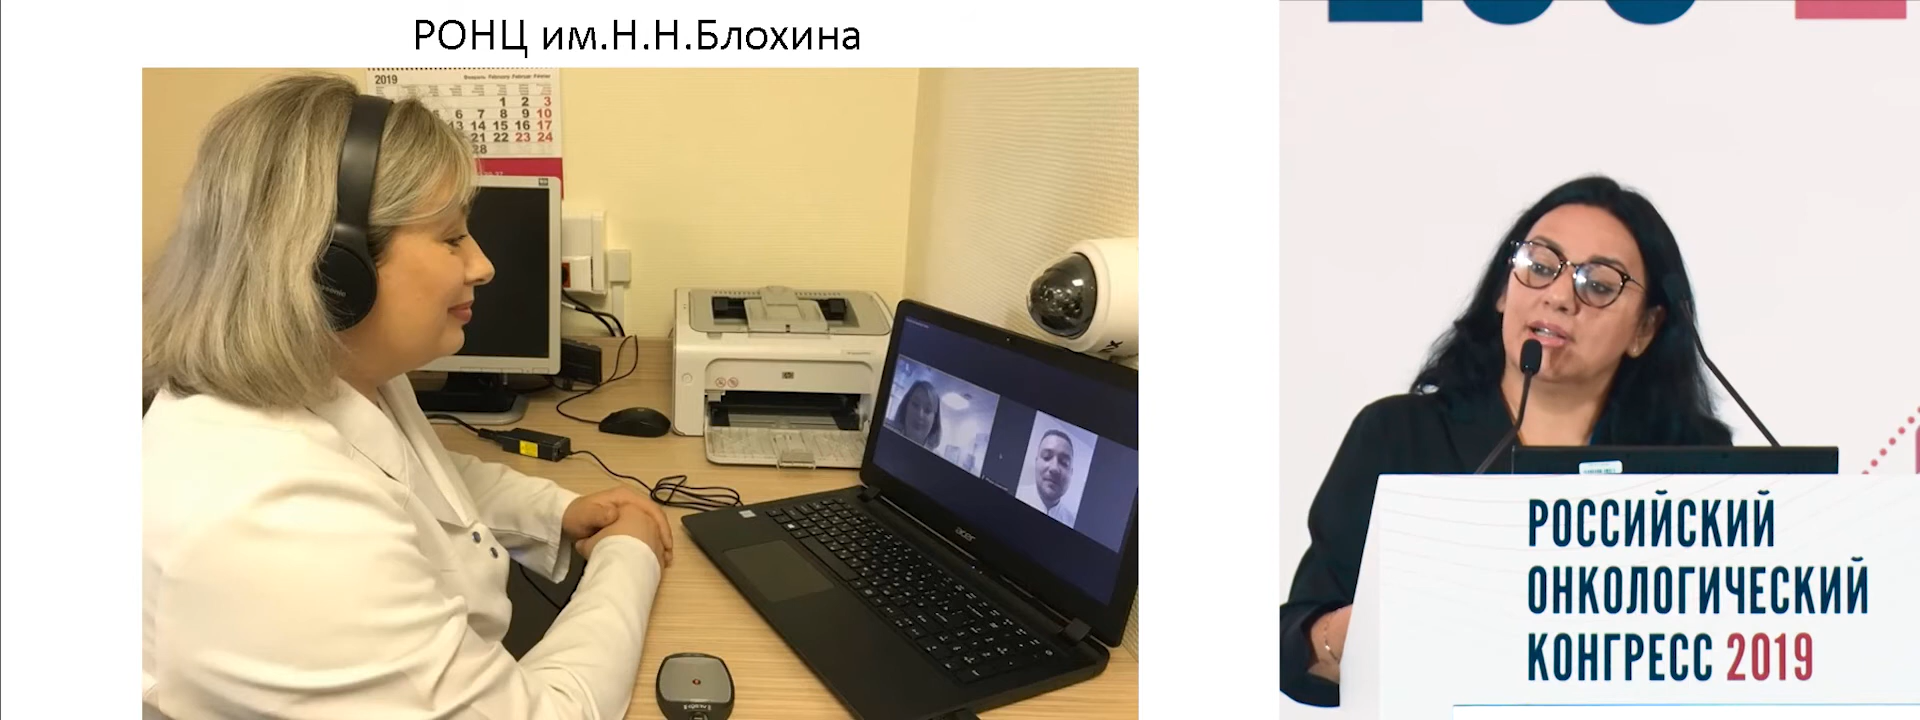 РОНЦ им.Н.Н.Блохина
2019
1 2 3
6 7 8 9 10
13 14 15 16 17
21 22 23 24
28
acer
РОССИЙСКИЙ
ОНКОЛОГИЧЕСКИЙ
КОНГРЕСС 2019